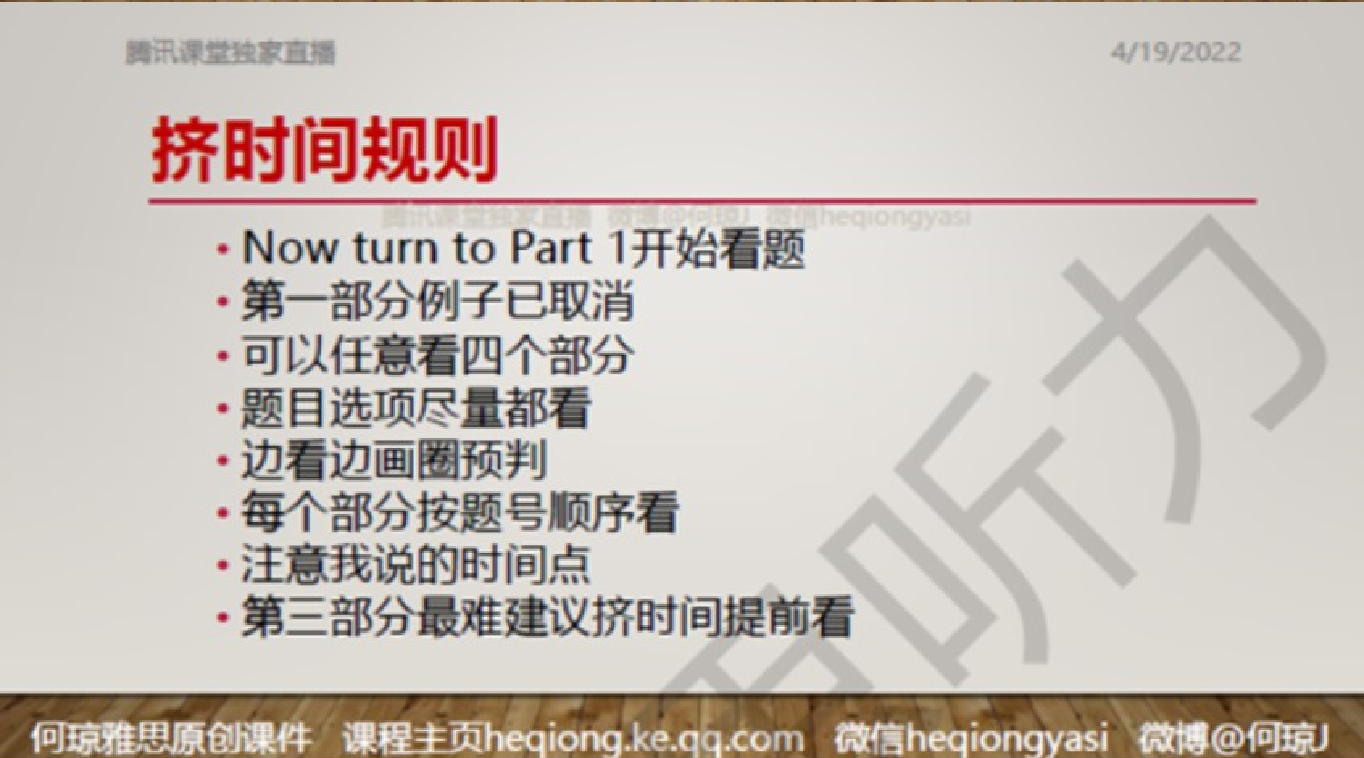 腾讯课堂独家直播 4/19/2022
挤时间规则
腾讯课堂独家直播 微博@何琼J 微信heqiongyasi
• Now turn to Part 1开始看题
• 第一部分例子已取消
• 可以任意看四个部分
• 题目选项尽量都看
• 边看边画圈预判
• 每个部分按题号顺序看
• 注意我说的时间点
• 第三部分最难建议挤时间提前看
听力
何琼雅思原创课件 课程主页heqiong.ke.qq.com 微信heqiongyasi 微博@何琼J